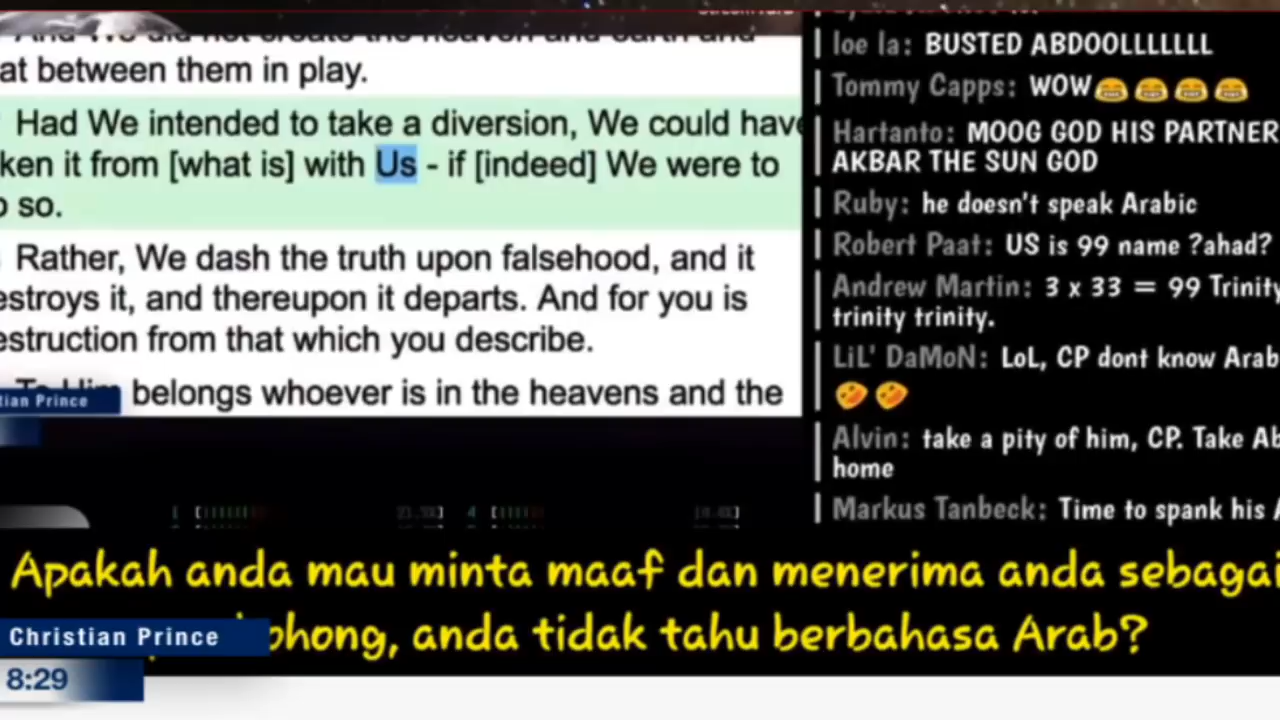 at between them in play.
Had We intended to take a diversion, We could have
ken it from [what is] with Us - if [indeed] We were to
o so.
Rather, We dash the truth upon falsehood, and it
estroys it, and thereupon it departs. And for you is
estruction from that which you describe.
To Him belongs whoever is in the heavens and the
tian Prince
Ioe Ia: BUSTED ABDOOLLLLLLL
Tommy Capps: WOW😂😂😂😂
Hartanto: MOOG GOD HIS PARTNER
AKBAR THE SUN GOD
Ruby: he doesn't speak Arabic
Robert Paat: US is 99 name ?ahad?
Andrew Martin: 3 x 33 = 99 Trinity
trinity trinity.
LiL' DaMoN: LoL, CP dont know Arab
🤣🤣
Alvin: take a pity of him, CP. Take Ab
home
Markus Tanbeck: Time to spank his A
Apakah anda mau minta maaf dan menerima anda sebagai
ohong, anda tidak tahu berbahasa Arab?
Christian Prince
8:29